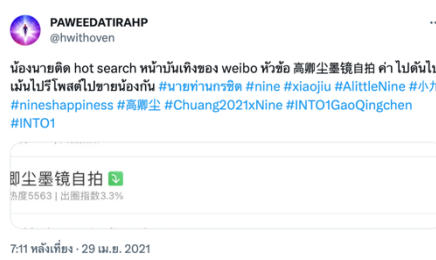 PAWEEDATIRAHP
@hwithoven
น้องนายติด hot search หน้าบันเทิงของ weibo หัวข้อ 高卿尘墨镜自拍 ค่า ไปดันไป
เม้นไปรีโพสต์ไปขายน้องกัน #นายท่านกรชิต #nine #xiaojiu #AlittleNine #小
#nineshappiness #高卿尘 #Chuang2021xNine #INTO1GaoQingchen
#INTO1
卿尘墨镜自拍
热度5563 | 出圈指数3.3%
7:11 หลังเที่ยง · 29 เม.ย. 2021